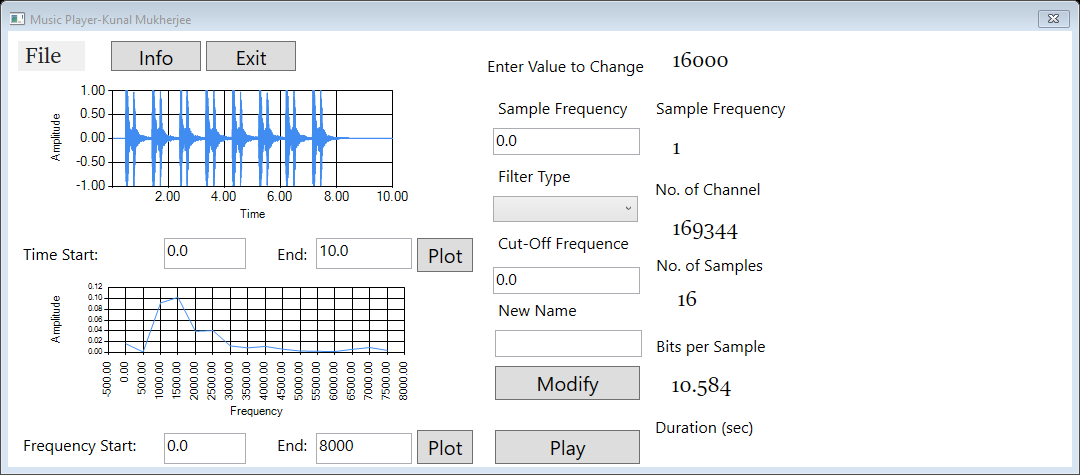 Music Player-Kunal Mukherjee
File Info Exit
Enter Value to Change 16000
1.00
0.50
0.00
-0.50
-1.00
Amplitude
2.00 4.00 6.00 8.00 10.00
Time
Sample Frequency Sample Frequency
0.0
1
Filter Type
No. of Channel
169344
Cut-Off Frequence
No. of Samples
0.0
16
New Name
Bits per Sample
Modify
10.584
Duration (sec)
Play
Time Start: 0.0 End: 10.0 Plot
0.12
0.10
0.08
0.06
0.04
0.02
0.00
Amplitude
-500.00 0.00 500.00 1000.00 1500.00 2000.00 2500.00 3000.00 3500.00 4000.00 4500.00 5000.00 5500.00 6000.00 6500.00 7000.00 7500.00 8000.00
Frequency
Frequency Start: 0.0 End: 8000 Plot